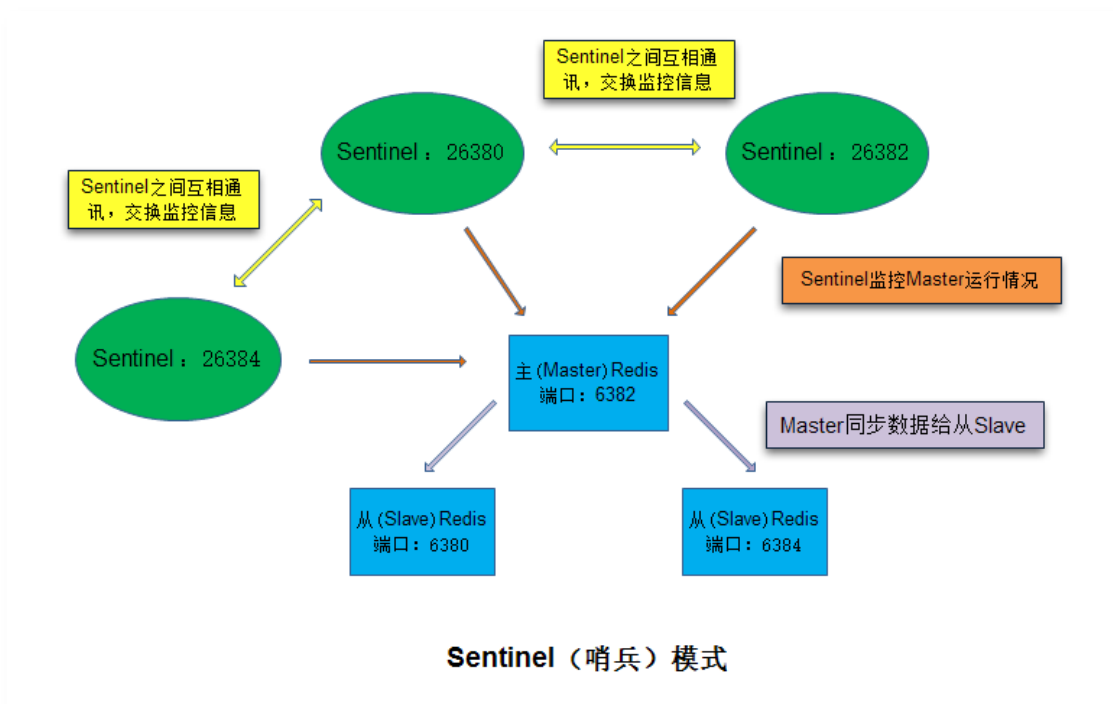 Sentinel之间互相通
讯，交换监控信息
Sentinel： 26380
Sentinel： 26382
Sentinel之间互相通
讯，交换监控信息
Sentinel监控Master运行情况
Sentinel： 26384
主(Master)Redis
端口：6382
Master同步数据给从Slave
从(Slave)Redis
端口：6380
从(Slave)Redis
端口：6384
Sentinel（哨兵）模式